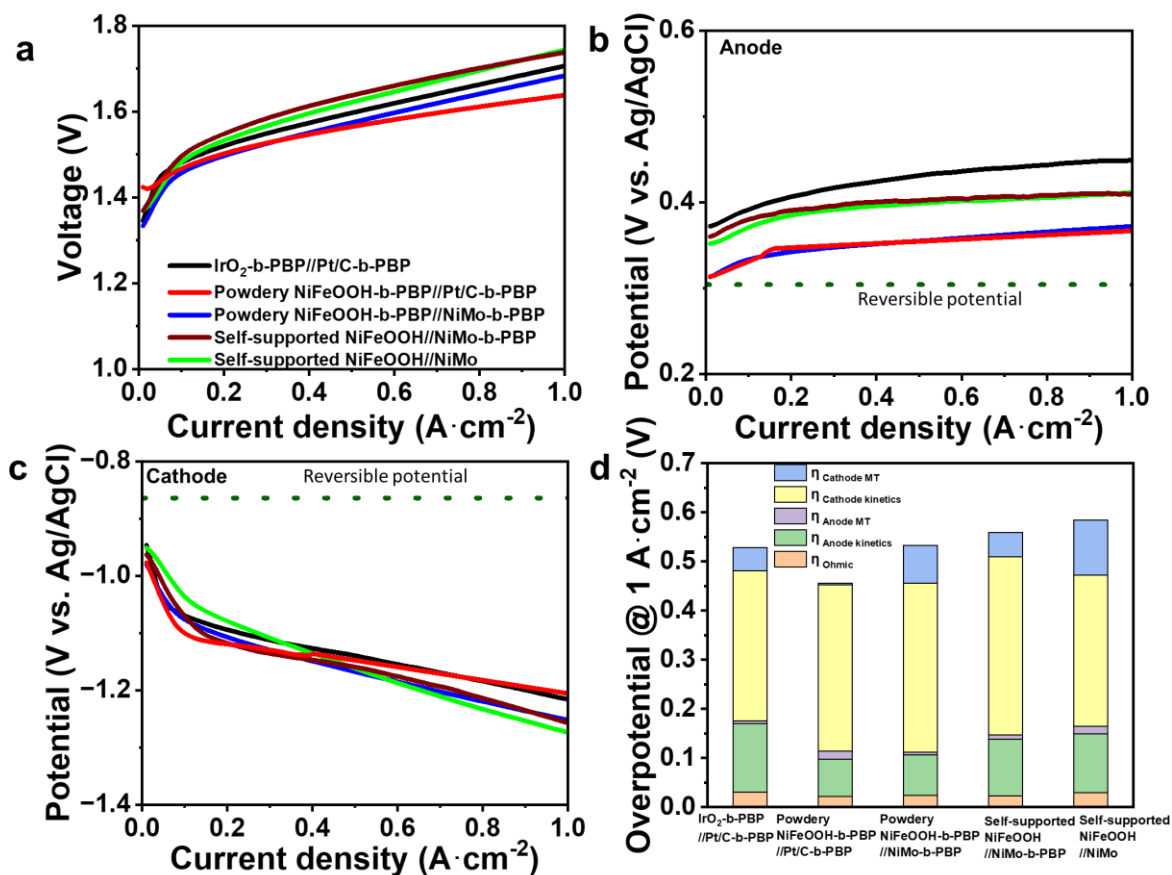 a
Voltage (V)
1.8
1.6
1.4
1.2
1.0
IrO₂-b-PBP//Pt/C-b-PBP
Powdery NiFeOOH-b-PBP//Pt/C-b-PBP
Powdery NiFeOOH-b-PBP//NiMo-b-PBP
Self-supported NiFeOOH//NiMo-b-PBP
Self-supported NiFeOOH//NiMo
0.0 0.2 0.4 0.6 0.8 1.0
Current density (A·cm⁻²)
b
Anode
Potential (V vs. Ag/AgCl)
0.6
0.4
0.2
Reversible potential
0.0 0.2 0.4 0.6 0.8 1.0
Current density (A·cm⁻²)
c
Cathode
Reversible potential
Potential (V vs. Ag/AgCl)
−0.8
−1.0
−1.2
−1.4
0.0 0.2 0.4 0.6 0.8 1.0
Current density (A·cm⁻²)
d
Overpotential @ 1 A·cm⁻² (V)
0.7
0.6
0.5
0.4
0.3
0.2
0.1
0.0
η Cathode MT
η Cathode kinetics
η Anode MT
η Anode kinetics
η Ohmic
IrO₂-b-PBP
//Pt/C-b-PBP
Powdery
NiFeOOH-b-PBP
//Pt/C-b-PBP
Powdery
NiFeOOH-b-PBP
//NiMo-b-PBP
Self-supported
NiFeOOH
//NiMo-b-PBP
Self-supported
NiFeOOH
//NiMo